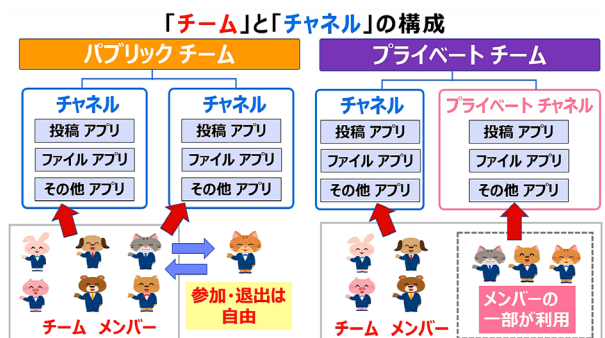 「チーム」と「チャネル」の構成
パブリック チーム
チャネル
投稿 アプリ
ファイル アプリ
その他 アプリ
チャネル
投稿 アプリ
ファイル アプリ
その他 アプリ
チーム メンバー
参加・退出は
自由
プライベート チーム
チャネル
投稿 アプリ
ファイル アプリ
その他 アプリ
プライベート チャネル
投稿 アプリ
ファイル アプリ
その他 アプリ
チーム メンバー
メンバーの
一部が利用